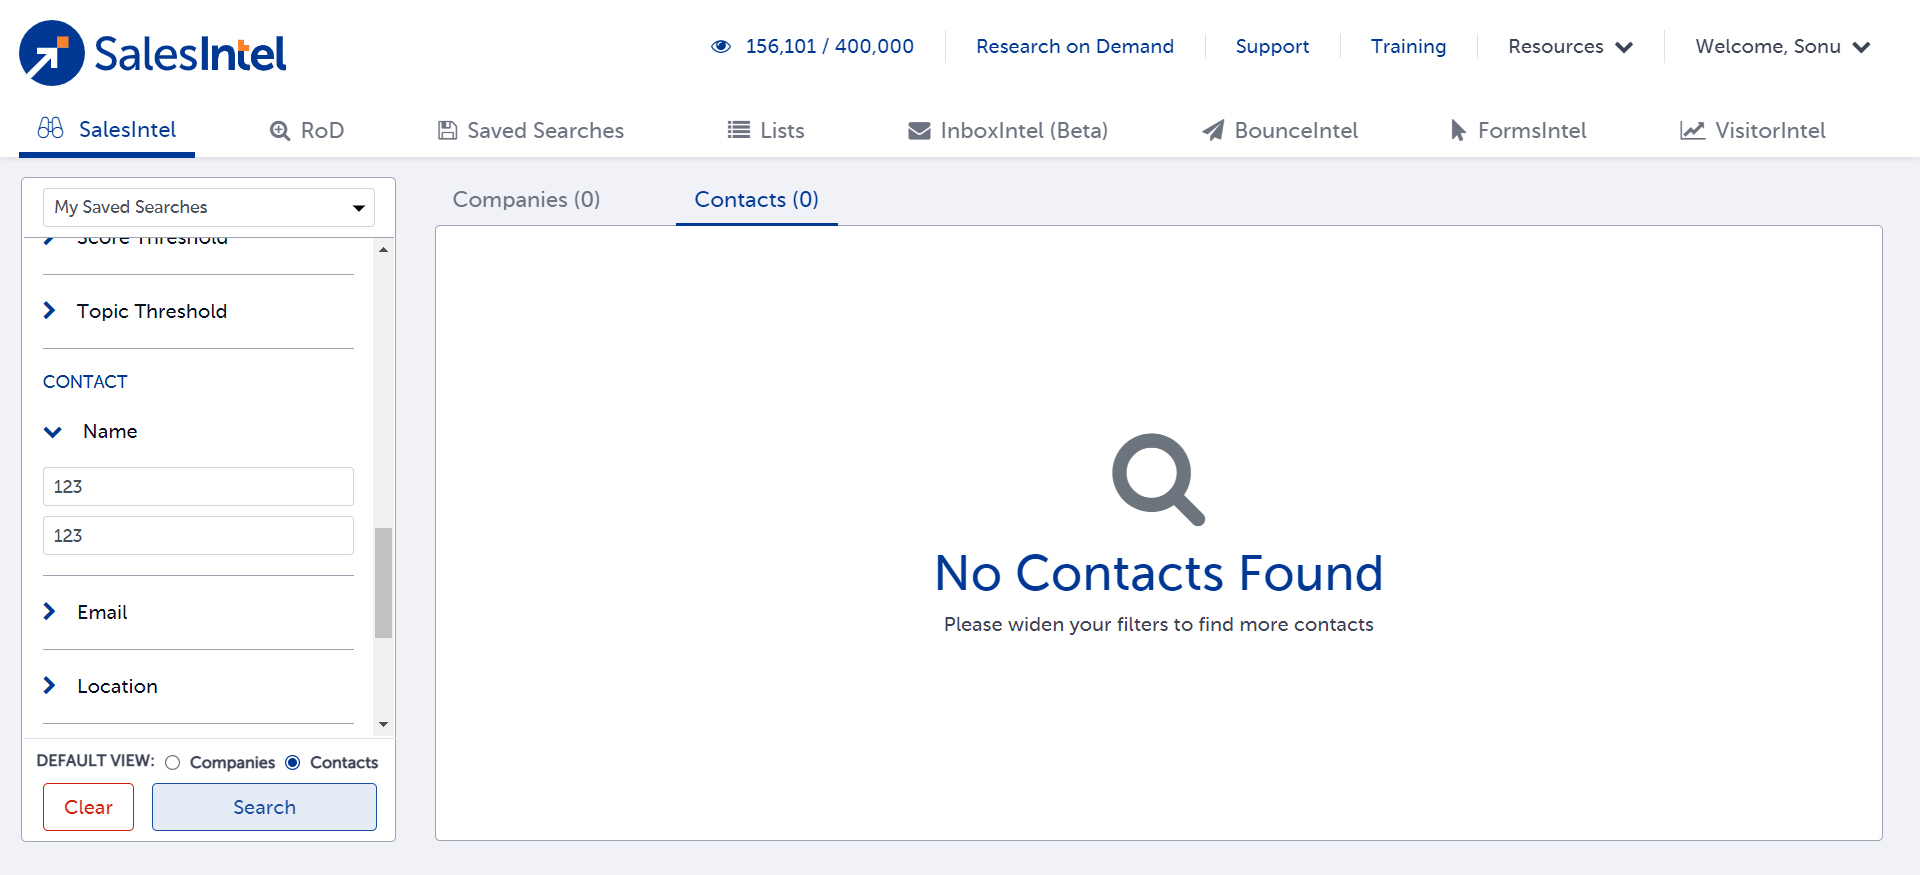 SalesIntel
156,101 / 400,000
Research on Demand
Support
Training
Resources
Welcome, Sonu
SalesIntel
RoD
Saved Searches
Lists
InboxIntel (Beta)
BounceIntel
FormsIntel
VisitorIntel
My Saved Searches
Score Threshold
Topic Threshold
CONTACT
Name
123
123
Email
Location
DEFAULT VIEW: Companies Contacts
Clear
Search
Companies (0)
Contacts (0)
No Contacts Found
Please widen your filters to find more contacts